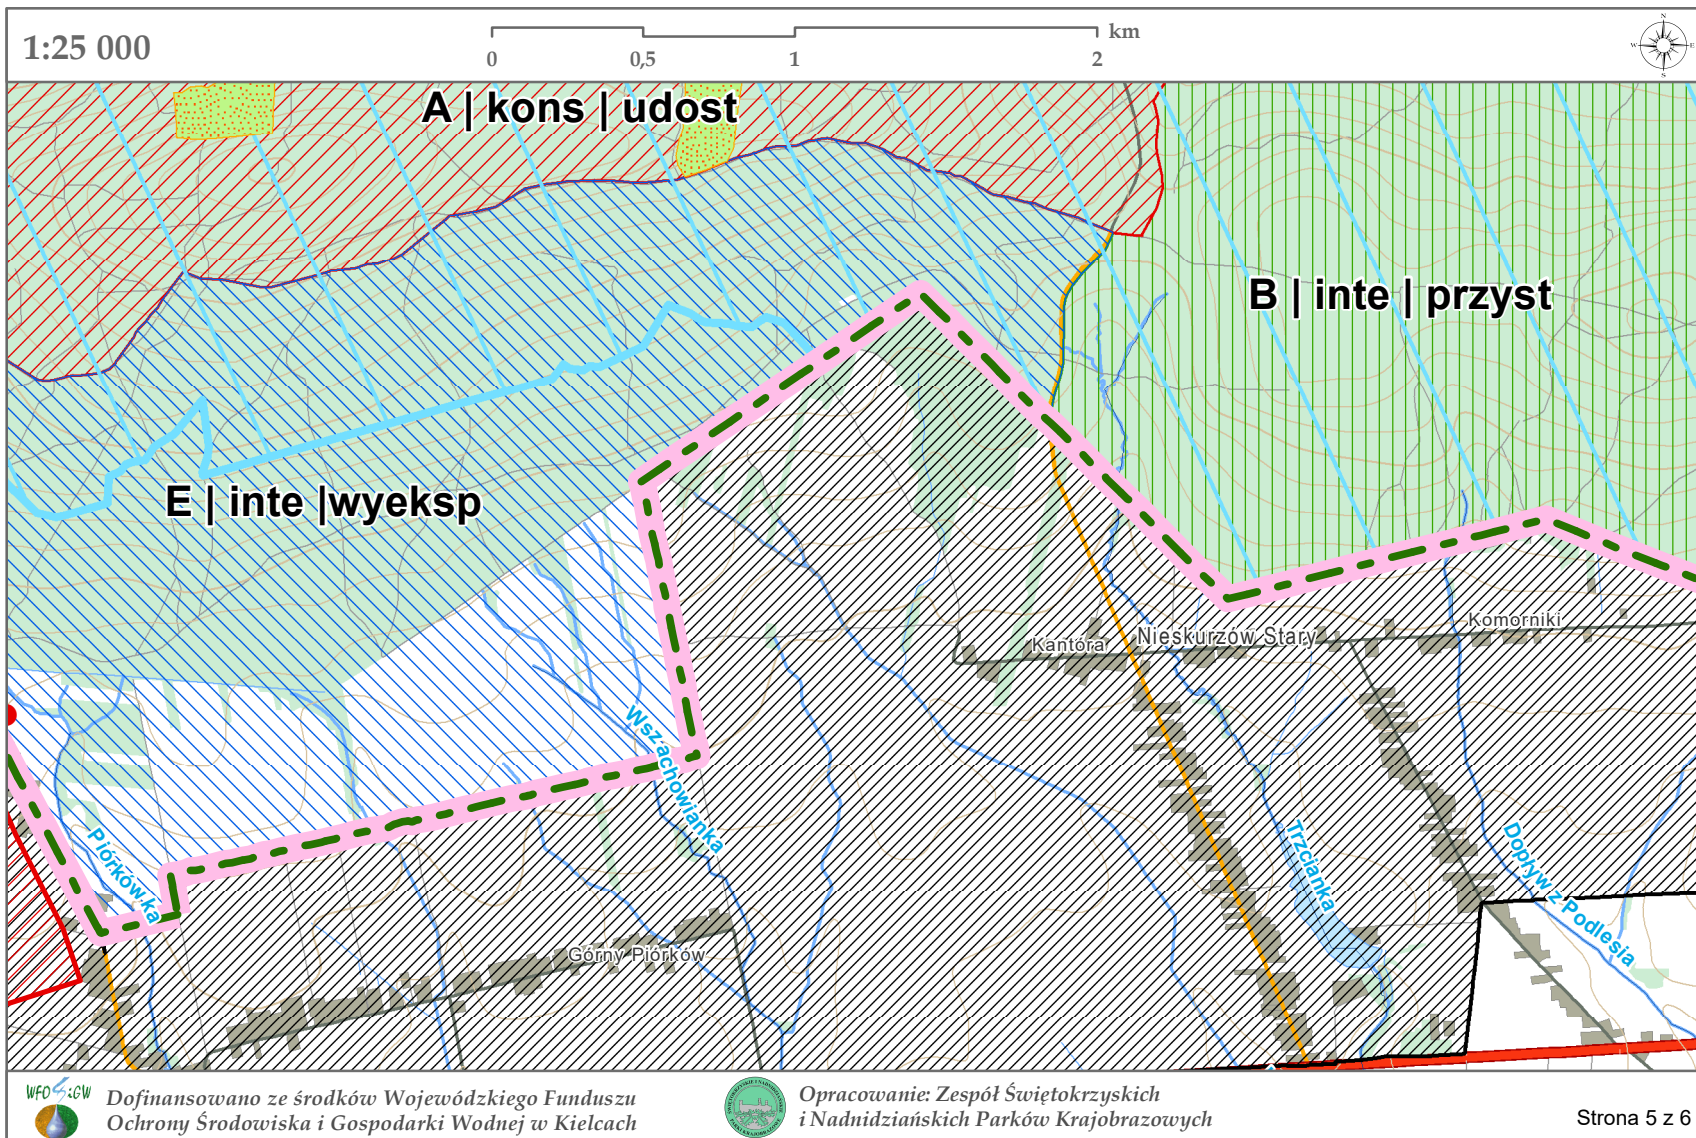 1:25 000
km
0 0,5 1 2
N
W E
S
A | kons | udost
B | inte | przyst
E | inte |wyeksp
Kantóra
Nieskurzów Stary
Komorniki
Wszachowianka
Piórkówka
Trzcianka
Dopływ z Podlesia
Górny Piórków
WFOŚiGW
Dofinansowano ze środków Wojewódzkiego Funduszu
Ochrony Środowiska i Gospodarki Wodnej w Kielcach
Opracowanie: Zespół Świętokrzyskich
i Nadnidziańskich Parków Krajobrazowych
Strona 5 z 6